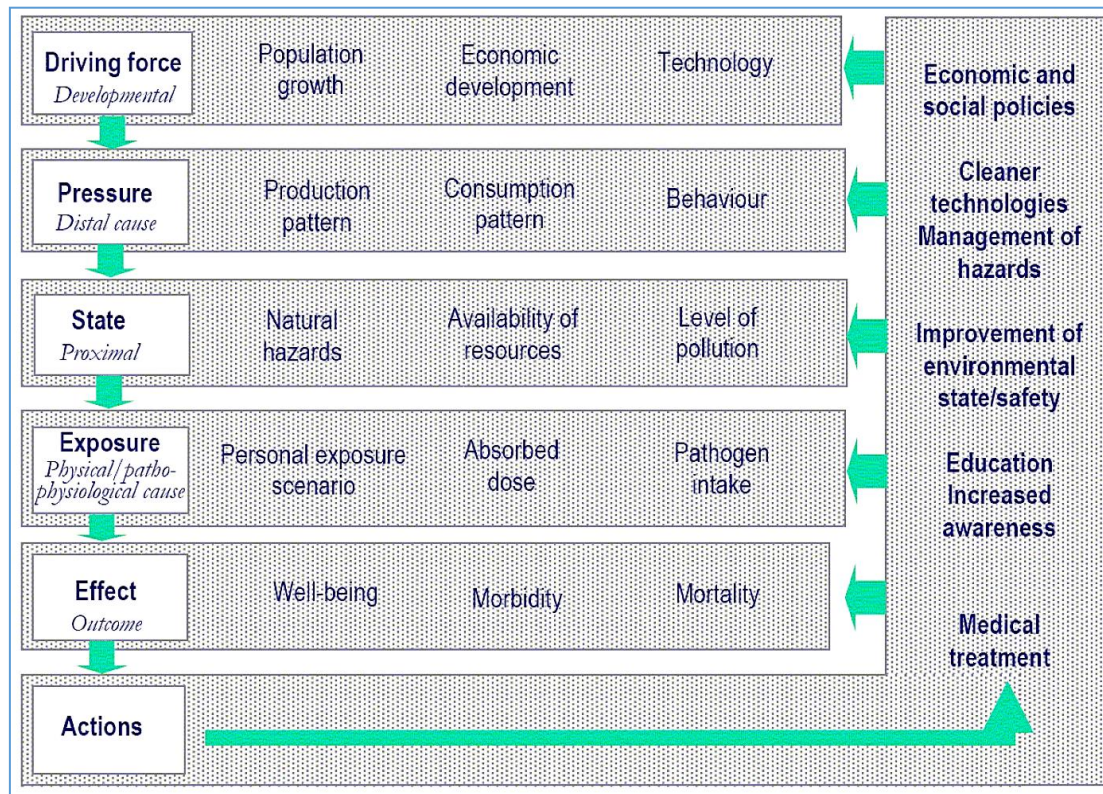 Driving force
Developmental
Population
growth
Economic
development
Technology
Pressure
Distal cause
Production
pattern
Consumption
pattern
Behaviour
State
Proximal
Natural
hazards
Availability of
resources
Level of
pollution
Exposure
Physical/patho-
physiological cause
Personal exposure
scenario
Absorbed
dose
Pathogen
intake
Effect
Outcome
Well-being
Morbidity
Mortality
Actions
Economic and
social policies
Cleaner
technologies
Management of
hazards
Improvement of
environmental
state/safety
Education
Increased
awareness
Medical
treatment